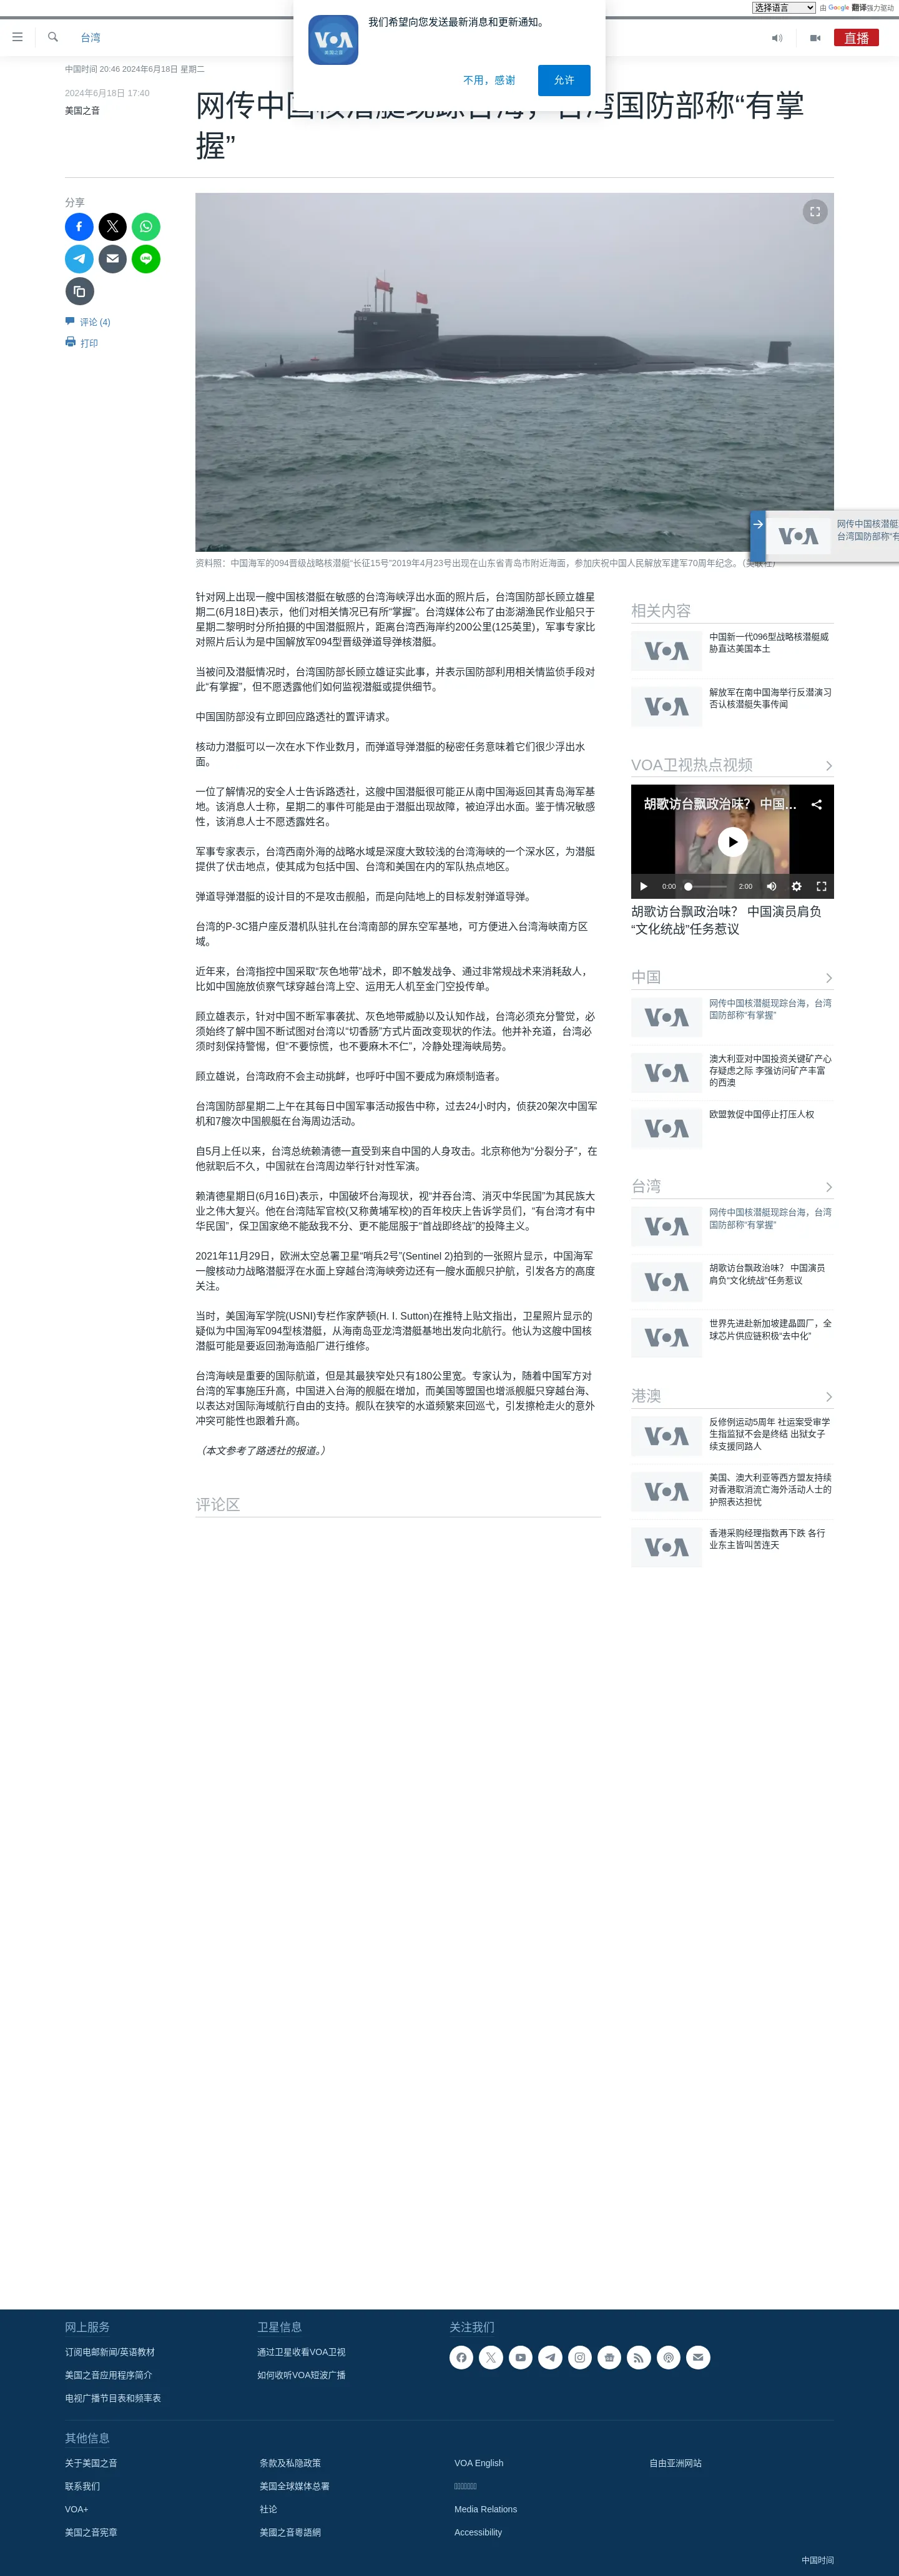 选择语言 由 Google 翻译强力驱动
我们希望向您发送最新消息和更新通知。
VOA
美国之音
不用，感谢 允许
台湾
直播
中国时间 20:46 2024年6月18日 星期二
2024年6月18日 17:40
美国之音
网传中国核潜艇现踪台海，台湾国防部称“有掌
握”
分享
评论 (4)
打印
网传中国核潜艇
台湾国防部称“有
资料照：中国海军的094晋级战略核潜艇“长征15号”2019年4月23号出现在山东省青岛市附近海面，参加庆祝中国人民解放军建军70周年纪念。（美联社）
针对网上出现一艘中国核潜艇在敏感的台湾海峡浮出水面的照片后，台湾国防部长顾立雄星
期二(6月18日)表示，他们对相关情况已有所“掌握”。台湾媒体公布了由澎湖渔民作业船只于
星期二黎明时分所拍摄的中国潜艇照片，距离台湾西海岸约200公里(125英里)，军事专家比
对照片后认为是中国解放军094型晋级弹道导弹核潜艇。
当被问及潜艇情况时，台湾国防部长顾立雄证实此事，并表示国防部利用相关情监侦手段对
此“有掌握”，但不愿透露他们如何监视潜艇或提供细节。
中国国防部没有立即回应路透社的置评请求。
核动力潜艇可以一次在水下作业数月，而弹道导弹潜艇的秘密任务意味着它们很少浮出水
面。
一位了解情况的安全人士告诉路透社，这艘中国潜艇很可能正从南中国海返回其青岛海军基
地。该消息人士称，星期二的事件可能是由于潜艇出现故障，被迫浮出水面。鉴于情况敏感
性，该消息人士不愿透露姓名。
军事专家表示，台湾西南外海的战略水域是深度大致较浅的台湾海峡的一个深水区，为潜艇
提供了伏击地点，使其成为包括中国、台湾和美国在内的军队热点地区。
弹道导弹潜艇的设计目的不是攻击舰船，而是向陆地上的目标发射弹道导弹。
台湾的P-3C猎户座反潜机队驻扎在台湾南部的屏东空军基地，可方便进入台湾海峡南方区
域。
近年来，台湾指控中国采取“灰色地带”战术，即不触发战争、通过非常规战术来消耗敌人，
比如中国施放侦察气球穿越台湾上空、运用无人机至金门空投传单。
顾立雄表示，针对中国不断军事袭扰、灰色地带威胁以及认知作战，台湾必须充分警觉，必
须始终了解中国不断试图对台湾以“切香肠”方式片面改变现状的作法。他并补充道，台湾必
须时刻保持警惕，但“不要惊慌，也不要麻木不仁”，冷静处理海峡局势。
顾立雄说，台湾政府不会主动挑衅，也呼吁中国不要成为麻烦制造者。
台湾国防部星期二上午在其每日中国军事活动报告中称，过去24小时内，侦获20架次中国军
机和7艘次中国舰艇在台海周边活动。
自5月上任以来，台湾总统赖清德一直受到来自中国的人身攻击。北京称他为“分裂分子”，在
他就职后不久，中国就在台湾周边举行针对性军演。
赖清德星期日(6月16日)表示，中国破坏台海现状，视“并吞台湾、消灭中华民国”为其民族大
业之伟大复兴。他在台湾陆军官校(又称黄埔军校)的百年校庆上告诉学员们，“有台湾才有中
华民国”，保卫国家绝不能敌我不分、更不能屈服于“首战即终战”的投降主义。
2021年11月29日，欧洲太空总署卫星“哨兵2号”(Sentinel 2)拍到的一张照片显示，中国海军
一艘核动力战略潜艇浮在水面上穿越台湾海峡旁边还有一艘水面舰只护航，引发各方的高度
关注。
当时，美国海军学院(USNI)专栏作家萨顿(H. I. Sutton)在推特上贴文指出，卫星照片显示的
疑似为中国海军094型核潜艇，从海南岛亚龙湾潜艇基地出发向北航行。他认为这艘中国核
潜艇可能是要返回渤海造船厂进行维修。
台湾海峡是重要的国际航道，但是其最狭窄处只有180公里宽。专家认为，随着中国军方对
台湾的军事施压升高，中国进入台海的舰艇在增加，而美国等盟国也增派舰艇只穿越台海、
以表达对国际海域航行自由的支持。舰队在狭窄的水道频繁来回巡弋，引发擦枪走火的意外
冲突可能性也跟着升高。
（本文参考了路透社的报道。）
评论区
相关内容
中国新一代096型战略核潜艇威
胁直达美国本土
解放军在南中国海举行反潜演习
否认核潜艇失事传闻
VOA卫视热点视频
胡歌访台飘政治味？ 中国...
0:00 2:00
胡歌访台飘政治味？ 中国演员肩负
“文化统战”任务惹议
中国
网传中国核潜艇现踪台海，台湾
国防部称“有掌握”
澳大利亚对中国投资关键矿产心
存疑虑之际 李强访问矿产丰富
的西澳
欧盟敦促中国停止打压人权
台湾
网传中国核潜艇现踪台海，台湾
国防部称“有掌握”
胡歌访台飘政治味？ 中国演员
肩负“文化统战”任务惹议
世界先进赴新加坡建晶圆厂，全
球芯片供应链积极“去中化”
港澳
反修例运动5周年 社运案受审学
生指监狱不会是终结 出狱女子
续支援同路人
美国、澳大利亚等西方盟友持续
对香港取消流亡海外活动人士的
护照表达担忧
香港采购经理指数再下跌 各行
业东主皆叫苦连天
网上服务
订阅电邮新闻/英语教材
美国之音应用程序简介
电视广播节目表和频率表
卫星信息
通过卫星收看VOA卫视
如何收听VOA短波广播
关注我们
其他信息
关于美国之音 条款及私隐政策 VOA English 自由亚洲网站
联系我们 美国全球媒体总署
VOA+ 社论 Media Relations
美国之音宪章 美國之音粵語網 Accessibility
中国时间